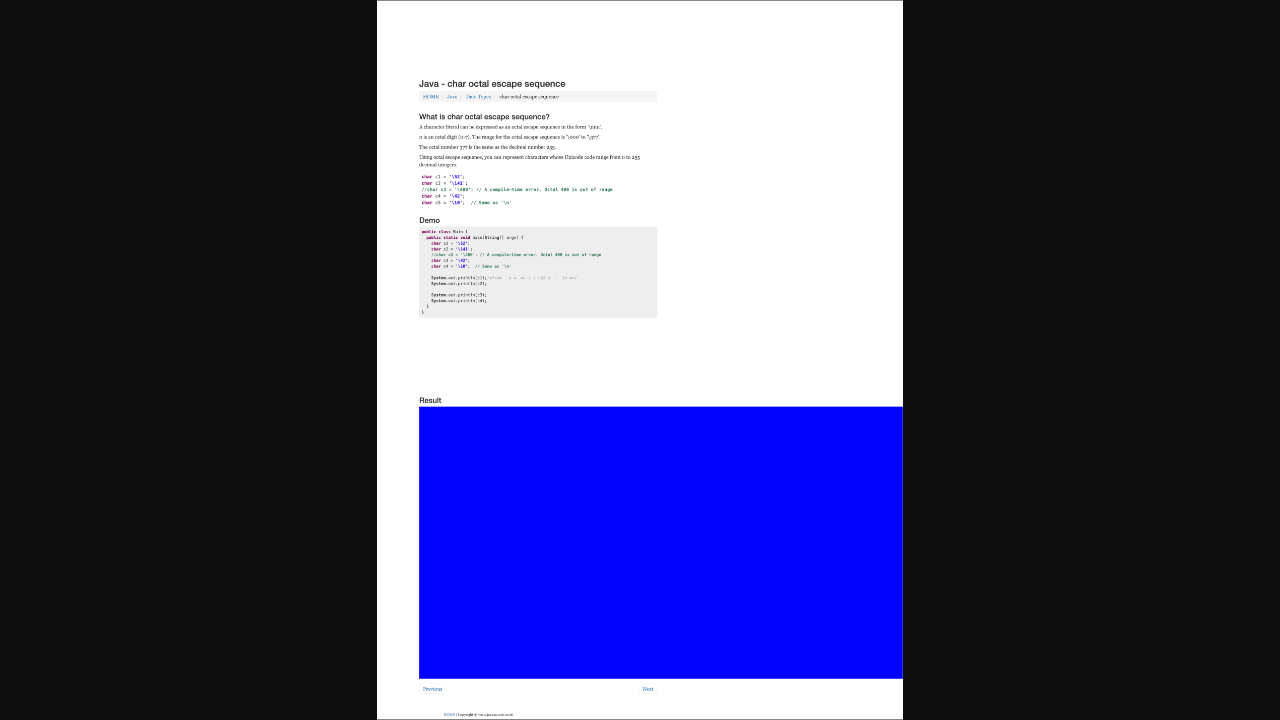 Java - char octal escape sequence
HOME / Java / Data Types / char octal escape sequence
What is char octal escape sequence?
A character literal can be expressed as an octal escape sequence in the form '\nnn'.
n is an octal digit (0-7). The range for the octal escape sequence is '\000' to '\377'.
The octal number 377 is the same as the decimal number 255.
Using octal escape sequence, you can represent characters whose Unicode code range from 0 to 255
decimal integers.
char c1 = '\52';
char c2 = '\141';
//char c3 = '\400'; // A compile-time error. Octal 400 is out of range
char c4 = '\42';
char c5 = '\10'; // Same as '\n'
Demo
public class Main {
public static void main(String[] args) {
char c1 = '\52';
char c2 = '\141';
//char c3 = '\400'; // A compile-time error. Octal 400 is out of range
char c3 = '\42';
char c4 = '\10'; // Same as '\n'
System.out.println(c1);
System.out.println(c2);
System.out.println(c3);
System.out.println(c4);
}
}
Result
Previous
Next
HOME | Copyright ©